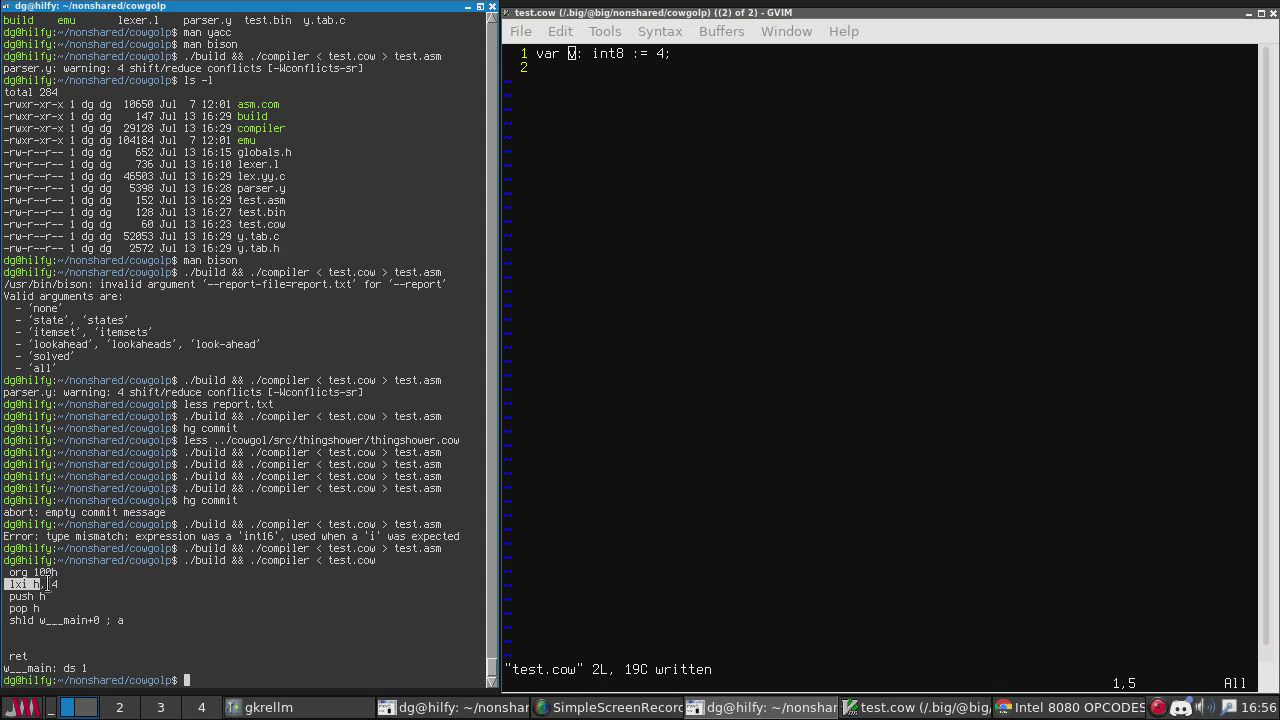 dg@hilfy: ~/nonshared/cowgolp
build    emu       lexer.l    parser.y   test.bin  y.tab.c
dg@hilfy:~/nonshared/cowgolp$ man yacc
dg@hilfy:~/nonshared/cowgolp$ man bison
dg@hilfy:~/nonshared/cowgolp$ ./build && ./compiler < test.cow > test.asm
parser.y: warning: 4 shift/reduce conflicts [-Wconflicts-sr]
dg@hilfy:~/nonshared/cowgolp$ ls -l
total 284
-rwxr-xr-x 1 dg dg  10650 Jul  7 12:01 asm.com
-rwxr-xr-x 1 dg dg    147 Jul 13 16:29 build
-rwxr-xr-x 1 dg dg  29128 Jul 13 16:29 compiler
-rwxr-xr-x 1 dg dg 104184 Jul  7 12:01 emu
-rw-r--r-- 1 dg dg    652 Jul 13 16:15 globals.h
-rw-r--r-- 1 dg dg    736 Jul 13 16:10 lexer.l
-rw-r--r-- 1 dg dg  46503 Jul 13 16:29 lex.yy.c
-rw-r--r-- 1 dg dg   5398 Jul 13 16:28 parser.y
-rw-r--r-- 1 dg dg    152 Jul 13 16:29 test.asm
-rw-r--r-- 1 dg dg    128 Jul 13 16:23 test.bin
-rw-r--r-- 1 dg dg     60 Jul 13 16:23 test.cow
-rw-r--r-- 1 dg dg  53053 Jul 13 16:29 y.tab.c
-rw-r--r-- 1 dg dg   2572 Jul 13 16:29 y.tab.h
dg@hilfy:~/nonshared/cowgolp$ man bison
dg@hilfy:~/nonshared/cowgolp$ ./build && ./compiler < test.cow > test.asm
/usr/bin/bison: invalid argument ‘--report-file=report.txt’ for ‘--report’
Valid arguments are:
  - ‘none’
  - ‘state’, ‘states’
  - ‘itemset’, ‘itemsets’
  - ‘lookahead’, ‘lookaheads’, ‘look-ahead’
  - ‘solved’
  - ‘all’
dg@hilfy:~/nonshared/cowgolp$ ./build && ./compiler < test.cow > test.asm
parser.y: warning: 4 shift/reduce conflicts [-Wconflicts-sr]
dg@hilfy:~/nonshared/cowgolp$ less report.txt
dg@hilfy:~/nonshared/cowgolp$ ./build && ./compiler < test.cow > test.asm
dg@hilfy:~/nonshared/cowgolp$ hg commit
dg@hilfy:~/nonshared/cowgolp$ less ../cowgol/src/thingshower/thingshower.cow
dg@hilfy:~/nonshared/cowgolp$ ./build && ./compiler < test.cow > test.asm
dg@hilfy:~/nonshared/cowgolp$ ./build && ./compiler < test.cow > test.asm
dg@hilfy:~/nonshared/cowgolp$ ./build && ./compiler < test.cow > test.asm
dg@hilfy:~/nonshared/cowgolp$ ./build && ./compiler < test.cow > test.asm
dg@hilfy:~/nonshared/cowgolp$ hg commit
abort: empty commit message
dg@hilfy:~/nonshared/cowgolp$ ./build && ./compiler < test.cow > test.asm
Error: type mismatch: expression was a 'int16', used when a 'i' was expected
dg@hilfy:~/nonshared/cowgolp$ ./build && ./compiler < test.cow > test.asm
dg@hilfy:~/nonshared/cowgolp$ ./build && ./compiler < test.cow
 org 100h
 lxi h, 4
 push h
 pop h
 shld w___main+0 ; a
 ret
w___main: ds 1
dg@hilfy:~/nonshared/cowgolp$
test.cow (/.big/@big/nonshared/cowgolp) ((2) of 2) - GVIM
File  Edit  Tools  Syntax  Buffers  Window  Help
1 var v: int8 := 4;
2
"test.cow" 2L, 19C written
1,5           All
2  3  4  gkrellm  dg@hilfy: ~/nonshar  SimpleScreenRecor  dg@hilfy: ~/nonshar  test.cow (/.big/@big/  Intel 8080 OPCODES  16:56